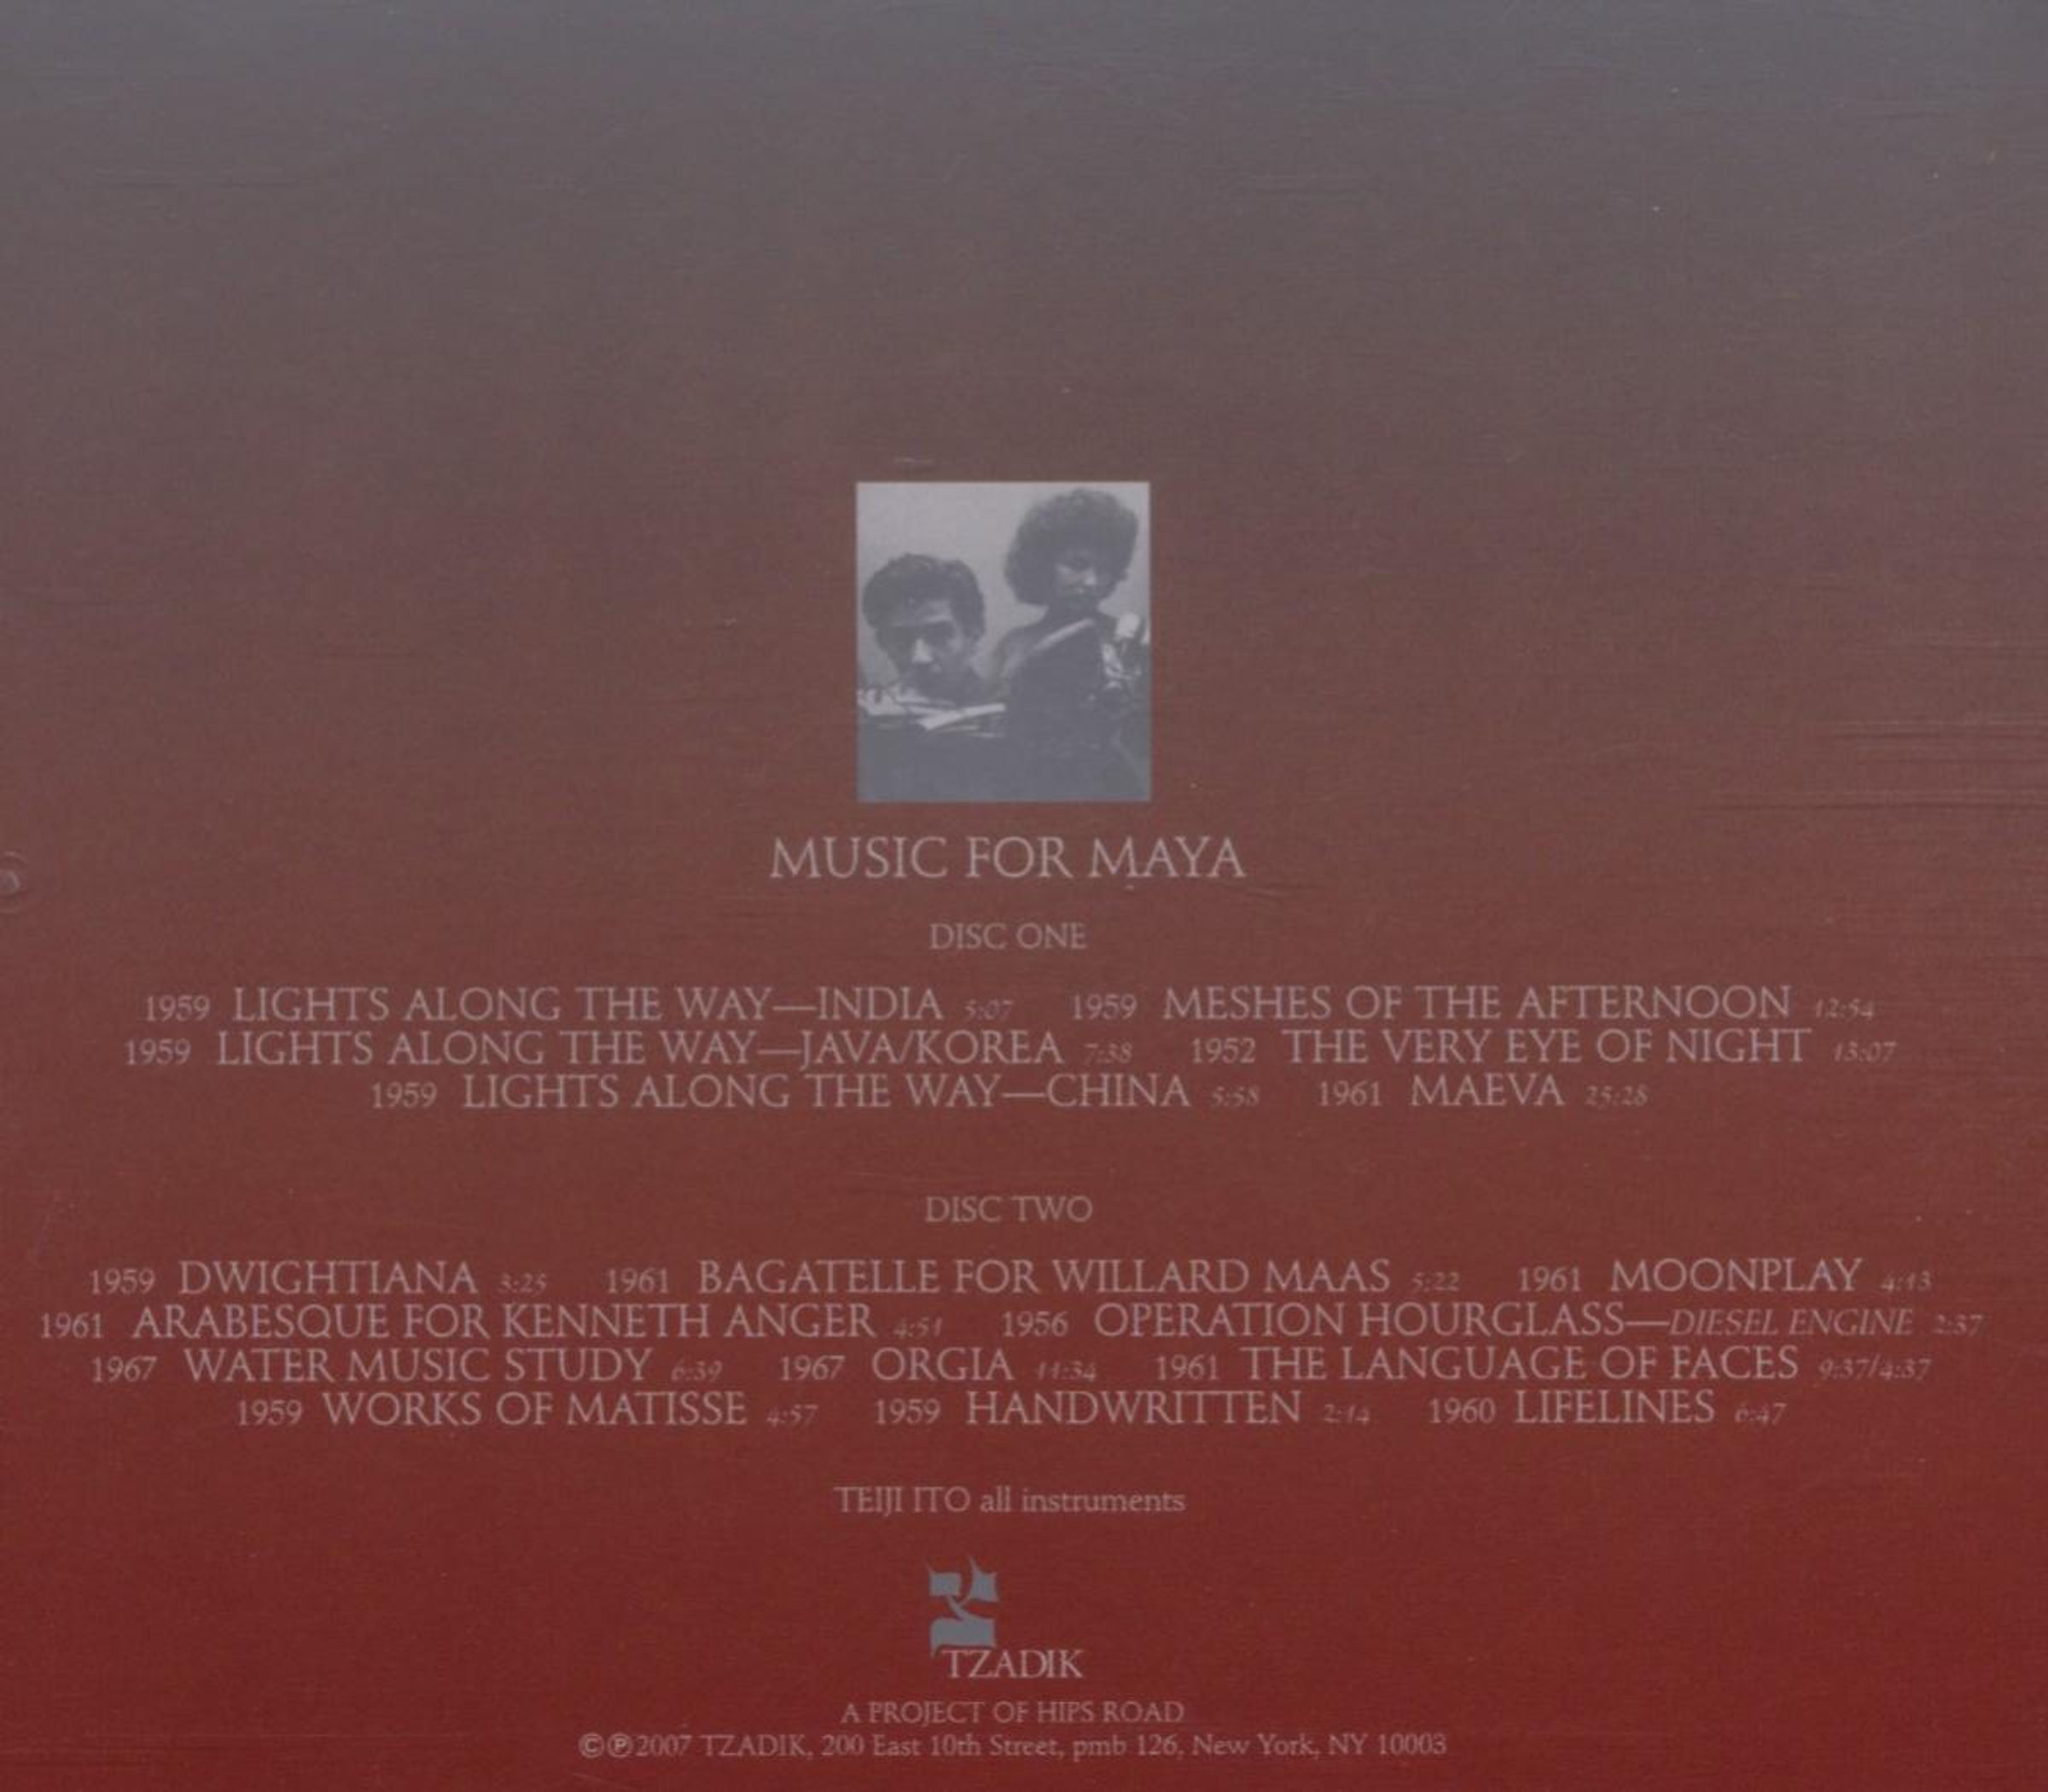 MUSIC FOR MAYA
DISC ONE
1959 LIGHTS ALONG THE WAY—INDIA 5:07 1959 MESHES OF THE AFTERNOON 12:54
1959 LIGHTS ALONG THE WAY—JAVA/KOREA 7:38 1952 THE VERY EYE OF NIGHT 13:07
1959 LIGHTS ALONG THE WAY—CHINA 5:58 1961 MAEVA 25:28
DISC TWO
1959 DWIGHTIANA 3:25 1961 BAGATELLE FOR WILLARD MAAS 5:22 1961 MOONPLAY 4:13
1961 ARABESQUE FOR KENNETH ANGER 4:51 1956 OPERATION HOURGLASS—DIESEL ENGINE 2:37
1967 WATER MUSIC STUDY 6:39 1967 ORGIA 11:34 1961 THE LANGUAGE OF FACES 9:37/4:37
1959 WORKS OF MATISSE 4:57 1959 HANDWRITTEN 2:14 1960 LIFELINES 6:47
TEIJI ITO all instruments
צ
TZADIK
A PROJECT OF HIPS ROAD
©℗2007 TZADIK, 200 East 10th Street, pmb 126, New York, NY 10003